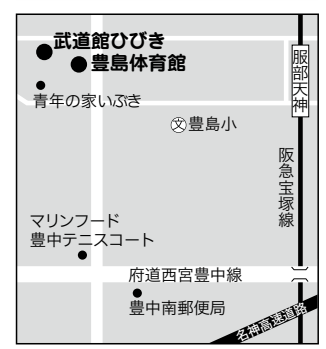 武道館ひびき
豊島体育館
青年の家いぶき
服部天神
㊫豊島小
阪急宝塚線
マリンフード
豊中テニスコート
府道西宮豊中線
豊中南郵便局
名神高速道路